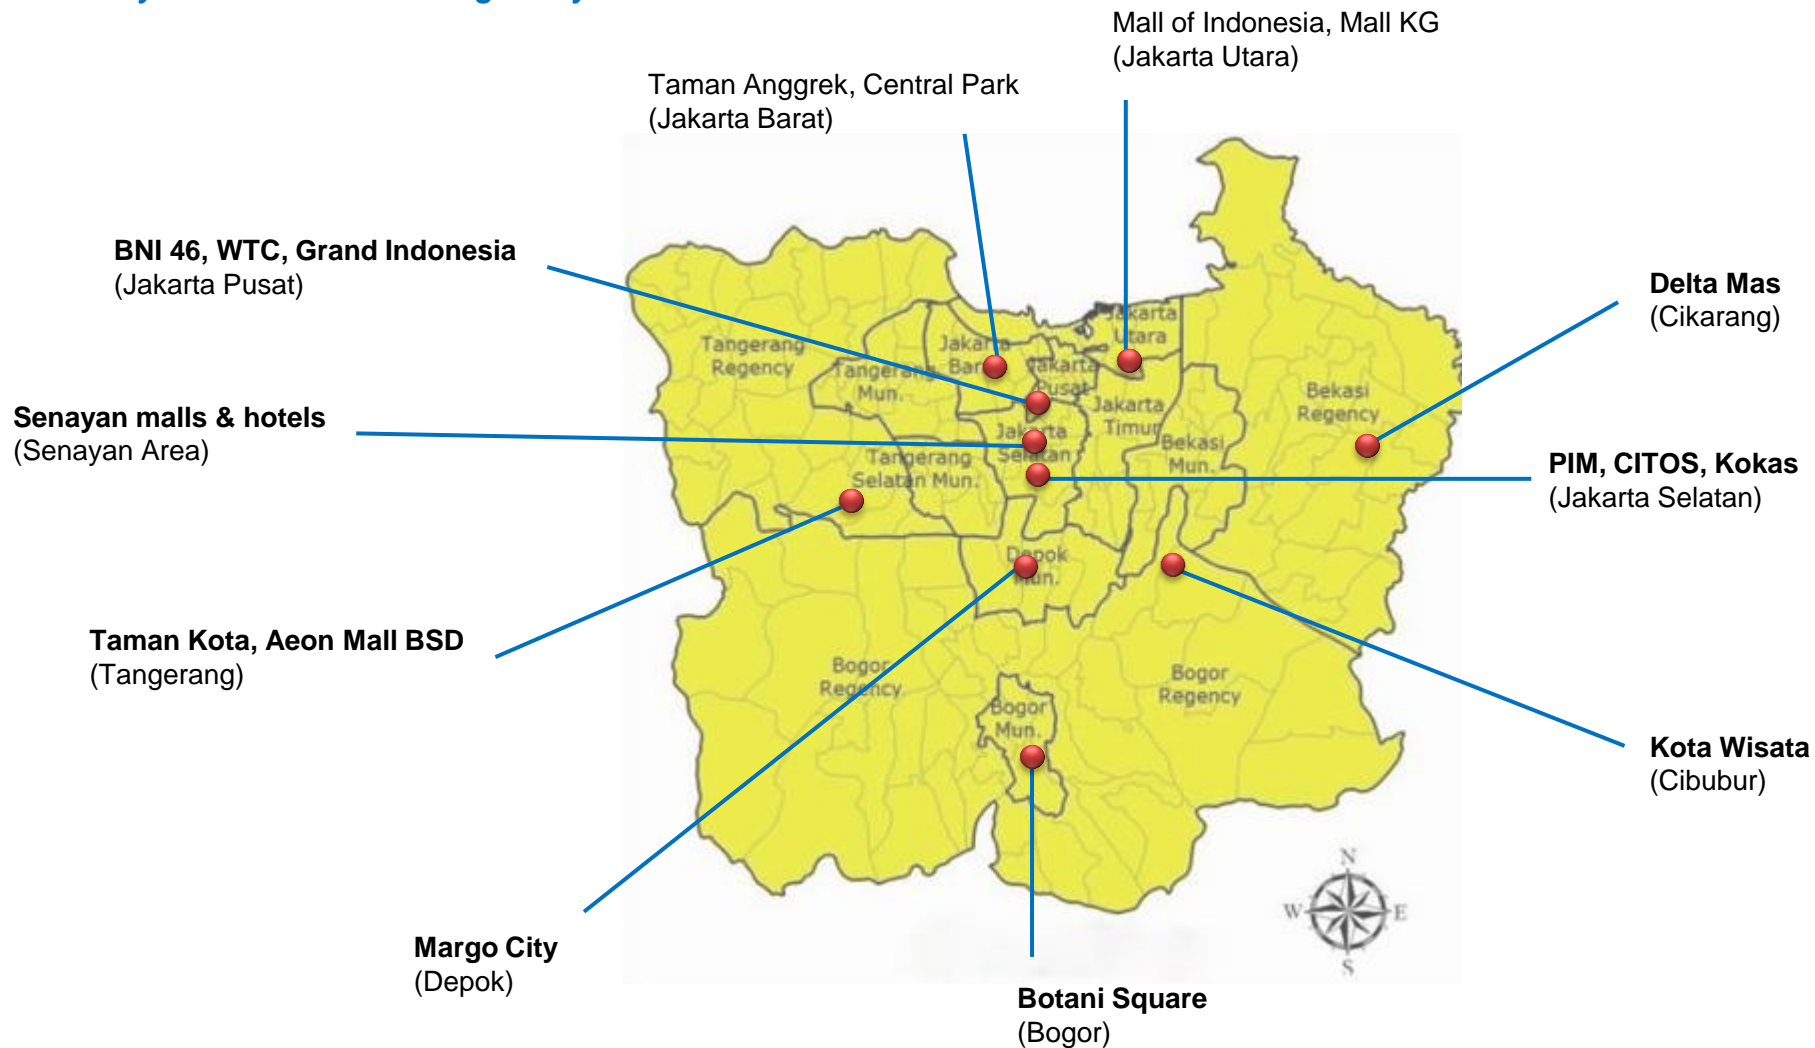 Mall of Indonesia, Mall KG
(Jakarta Utara)
Taman Anggrek, Central Park
(Jakarta Barat)
BNI 46, WTC, Grand Indonesia
(Jakarta Pusat)
Delta Mas
(Cikarang)
Senayan malls & hotels
(Senayan Area)
PIM, CITOS, Kokas
(Jakarta Selatan)
Taman Kota, Aeon Mall BSD
(Tangerang)
Kota Wisata
(Cibubur)
Margo City
(Depok)
Botani Square
(Bogor)
Tangerang
Regency
Tangerang
Mun.
Jakarta
Jakarta
Pusat
Jakarta
Utara
Jakarta
Timur
Jakarta
Selatan
Tangerang
Selatan Mun.
Bekasi
Mun.
Bekasi
Regency
Depok
Mun.
Bogor
Regency
Bogor
Mun.
Bogor
Regency
N
W
E
S